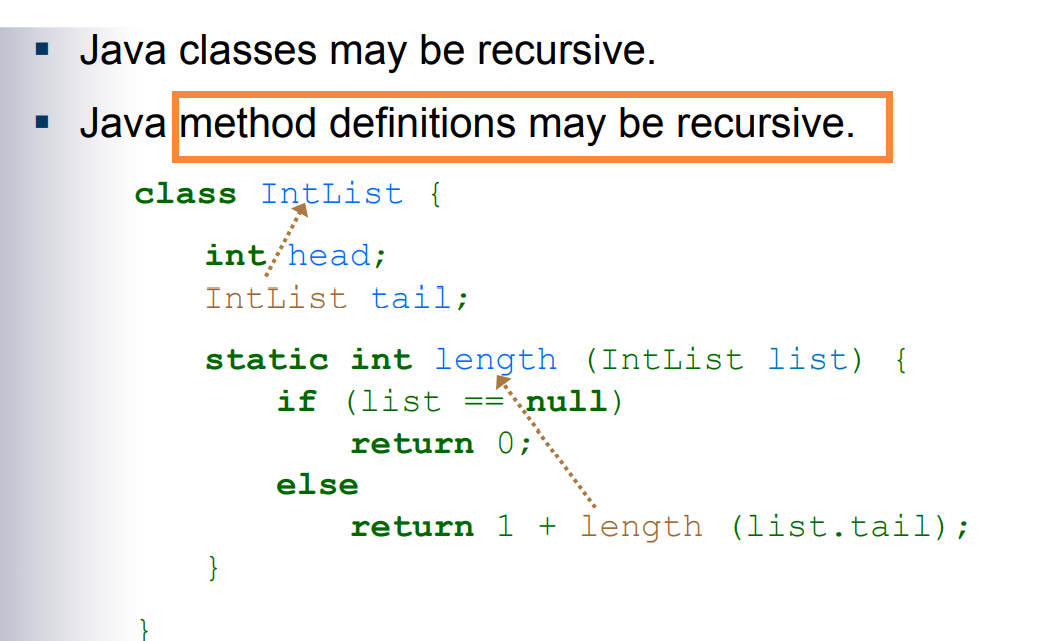 ▪ Java classes may be recursive.
▪ Java method definitions may be recursive.
class IntList {
int head;
IntList tail;
static int length (IntList list) {
if (list == null)
return 0;
else
return 1 + length (list.tail);
}
}